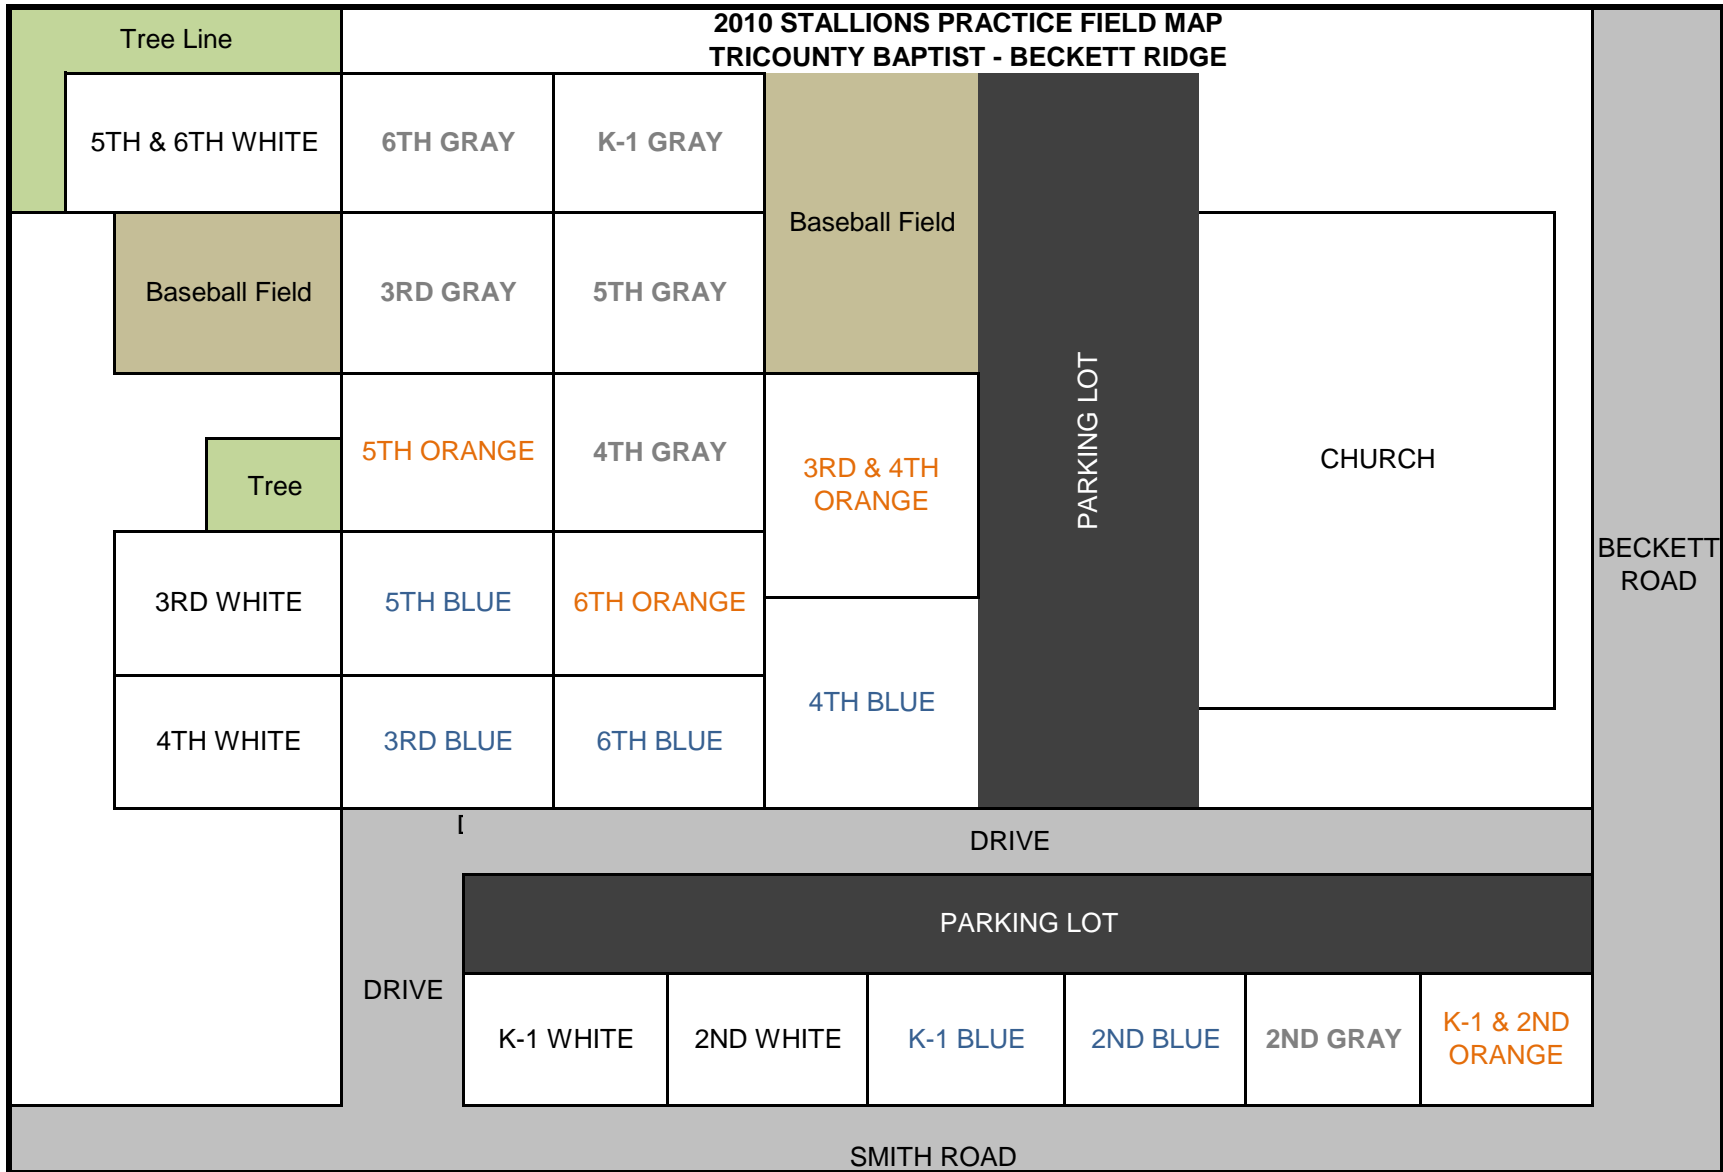 2010 STALLIONS PRACTICE FIELD MAP
TRICOUNTY BAPTIST - BECKETT RIDGE
Tree Line
5TH & 6TH WHITE
6TH GRAY
K-1 GRAY
Baseball Field
Baseball Field
3RD GRAY
5TH GRAY
PARKING LOT
CHURCH
BECKETT
ROAD
Tree
5TH ORANGE
4TH GRAY
3RD & 4TH
ORANGE
3RD WHITE
5TH BLUE
6TH ORANGE
4TH BLUE
4TH WHITE
3RD BLUE
6TH BLUE
DRIVE
PARKING LOT
DRIVE
K-1 WHITE
2ND WHITE
K-1 BLUE
2ND BLUE
2ND GRAY
K-1 & 2ND
ORANGE
SMITH ROAD